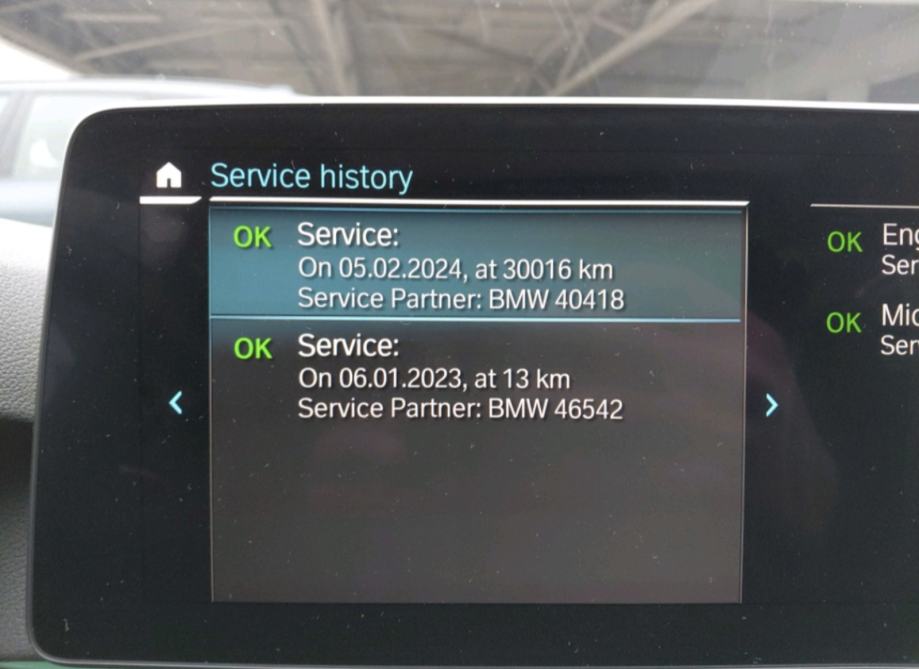 Service history
OK Service:
On 05.02.2024, at 30016 km
Service Partner: BMW 40418
OK Service:
On 06.01.2023, at 13 km
Service Partner: BMW 46542
OK
OK